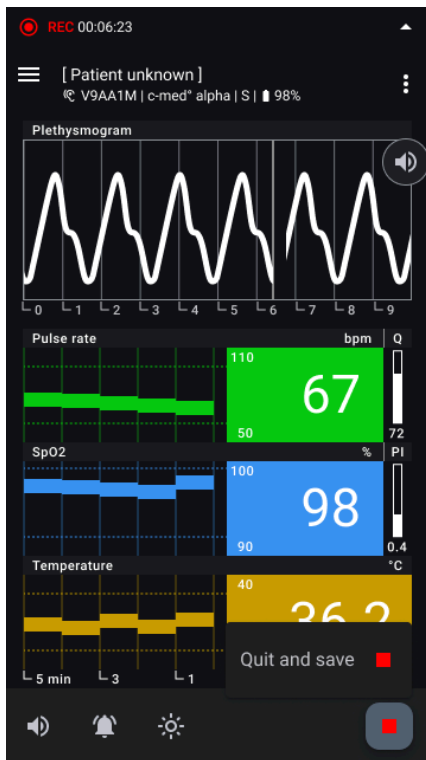 REC 00:06:23
[ Patient unknown ]
V9AA1M | c-med° alpha | S | 98%
Plethysmogram
0 1 2 3 4 5 6 7 8 9
Pulse rate bpm Q
110
67
50 72
SpO2 % PI
100
98
90 0.4
Temperature °C
40
36.2
Quit and save
5 min 3 1